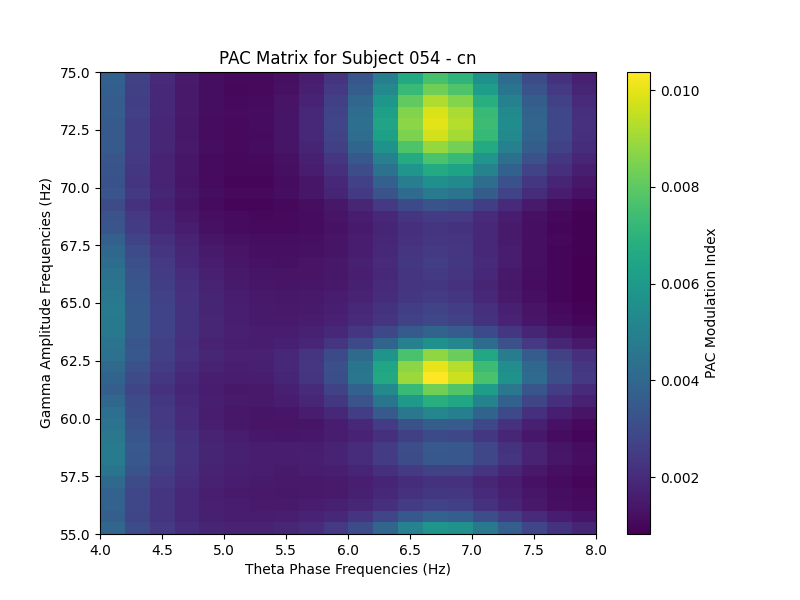 PAC Matrix for Subject 054 - cn
Gamma Amplitude Frequencies (Hz)
75.0
72.5
70.0
67.5
65.0
62.5
60.0
57.5
55.0
4.0 4.5 5.0 5.5 6.0 6.5 7.0 7.5 8.0
Theta Phase Frequencies (Hz)
0.010
0.008
0.006
0.004
0.002
PAC Modulation Index